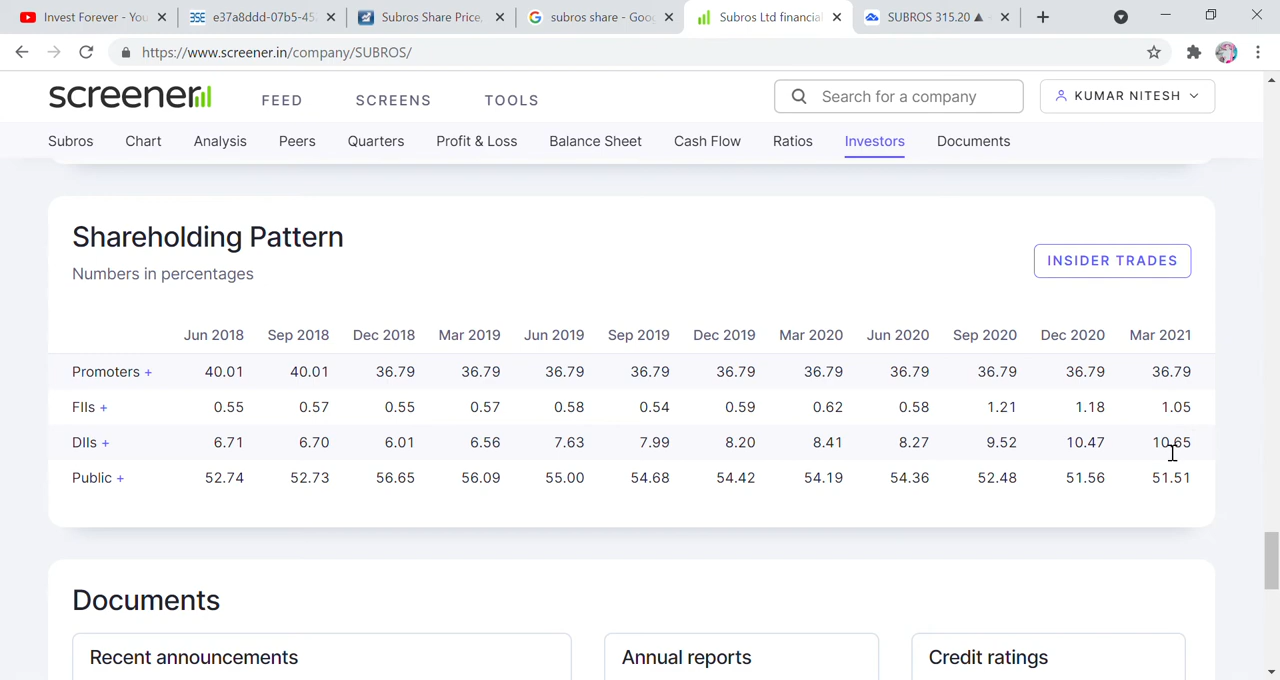 Invest Forever - You
e37a8ddd-07b5-45
Subros Share Price,
subros share - Goo
Subros Ltd financial
SUBROS 315.20 ▲
https://www.screener.in/company/SUBROS/
screener
FEED SCREENS TOOLS
Search for a company
KUMAR NITESH
Subros Chart Analysis Peers Quarters Profit & Loss Balance Sheet Cash Flow Ratios Investors Documents
Shareholding Pattern
Numbers in percentages
INSIDER TRADES
Jun 2018 Sep 2018 Dec 2018 Mar 2019 Jun 2019 Sep 2019 Dec 2019 Mar 2020 Jun 2020 Sep 2020 Dec 2020 Mar 2021
Promoters + 40.01 40.01 36.79 36.79 36.79 36.79 36.79 36.79 36.79 36.79 36.79 36.79
FIIs + 0.55 0.57 0.55 0.57 0.58 0.54 0.59 0.62 0.58 1.21 1.18 1.05
DIIs + 6.71 6.70 6.01 6.56 7.63 7.99 8.20 8.41 8.27 9.52 10.47 10.65
Public + 52.74 52.73 56.65 56.09 55.00 54.68 54.42 54.19 54.36 52.48 51.56 51.51
Documents
Recent announcements
Annual reports
Credit ratings